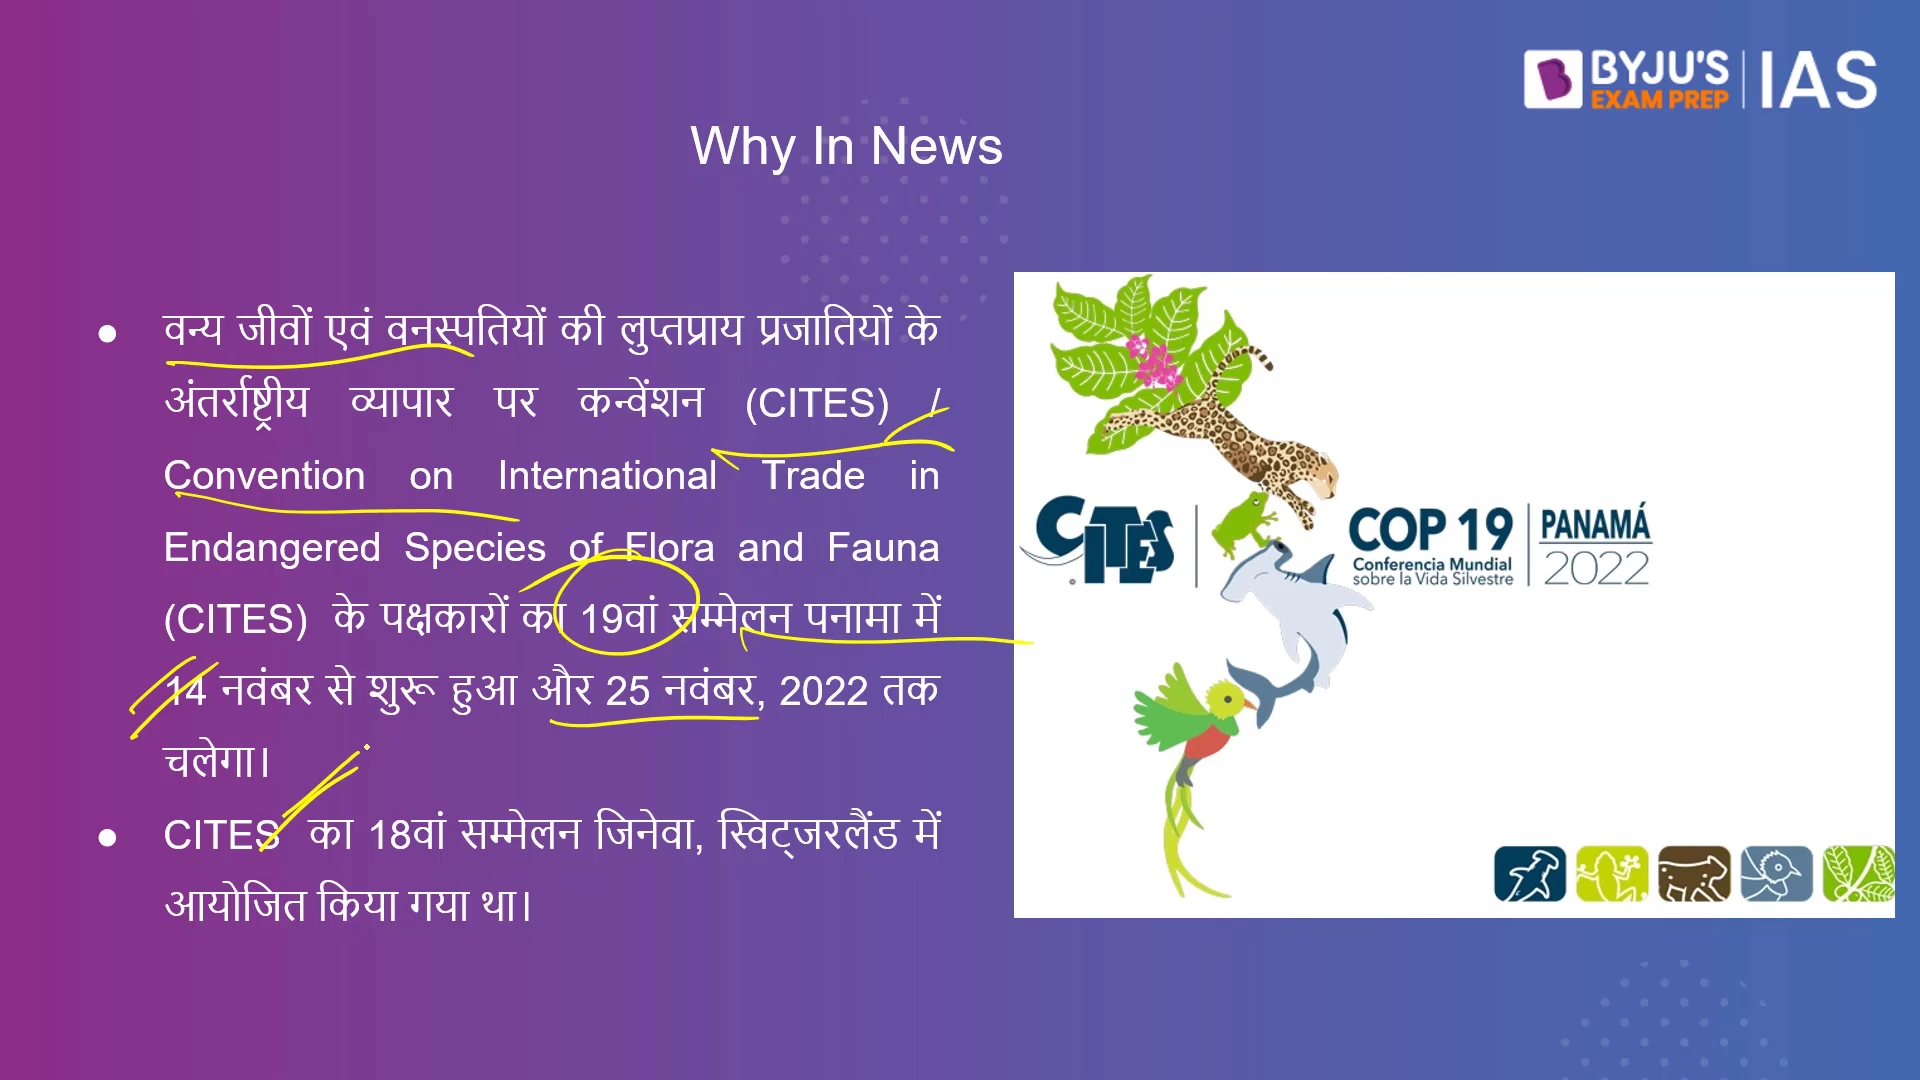 BYJU'S
EXAM PREP
IAS
Why In News
● वन्य जीवों एवं वनस्पतियों की लुप्तप्राय प्रजातियों के
अंतर्राष्ट्रीय व्यापार पर कन्वेंशन (CITES) /
Convention on International Trade in
Endangered Species of Flora and Fauna
(CITES) के पक्षकारों का 19वां सम्मेलन पनामा में
14 नवंबर से शुरू हुआ और 25 नवंबर, 2022 तक
चलेगा।
● CITES का 18वां सम्मेलन जिनेवा, स्विट्जरलैंड में
आयोजित किया गया था।
CITES
COP 19
Conferencia Mundial
sobre la Vida Silvestre
PANAMÁ
2022